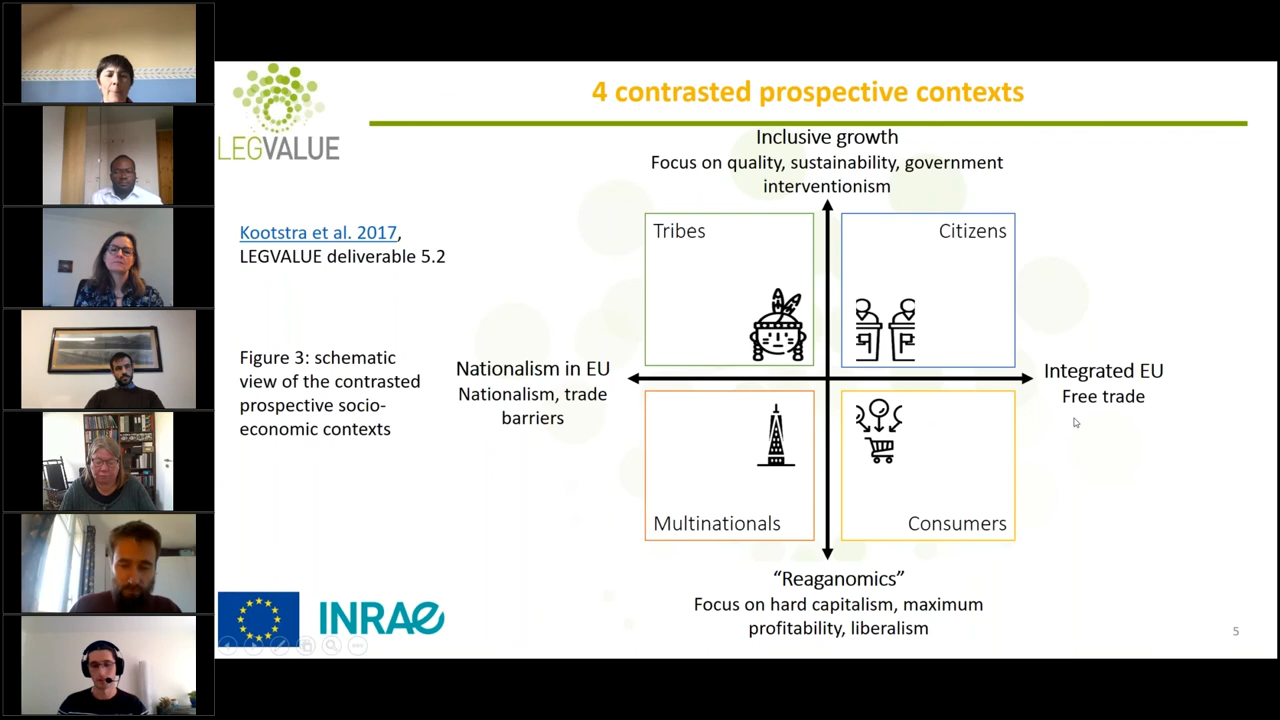 4 contrasted prospective contexts
LEGVALUE
Inclusive growth
Focus on quality, sustainability, government
interventionism
Kootstra et al. 2017,
LEGVALUE deliverable 5.2
Tribes
Citizens
Figure 3: schematic
view of the contrasted
prospective socio-
economic contexts
Nationalism in EU
Nationalism, trade
barriers
Integrated EU
Free trade
Multinationals
Consumers
“Reaganomics”
Focus on hard capitalism, maximum
profitability, liberalism
INRAE
5